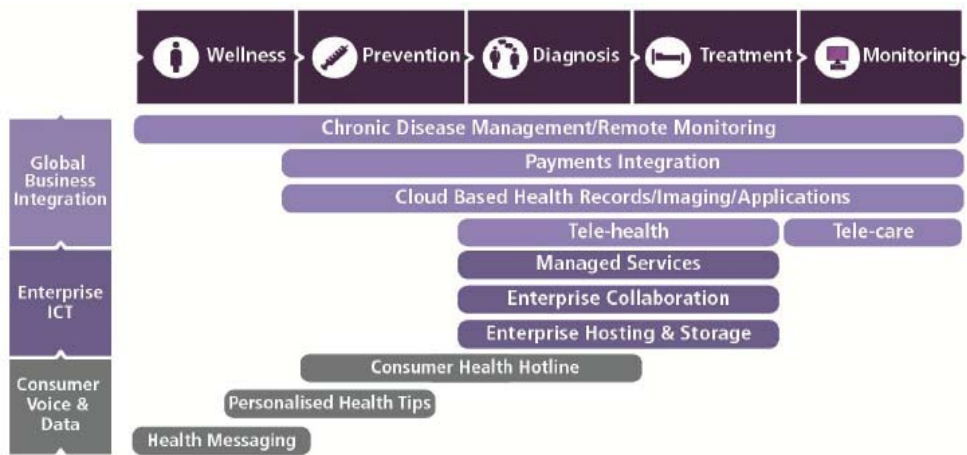 Wellness
Prevention
Diagnosis
Treatment
Monitoring
Global
Business
Integration
Chronic Disease Management/Remote Monitoring
Payments Integration
Cloud Based Health Records/Imaging/Applications
Tele-health
Tele-care
Enterprise
ICT
Managed Services
Enterprise Collaboration
Enterprise Hosting & Storage
Consumer
Voice &
Data
Consumer Health Hotline
Personalised Health Tips
Health Messaging